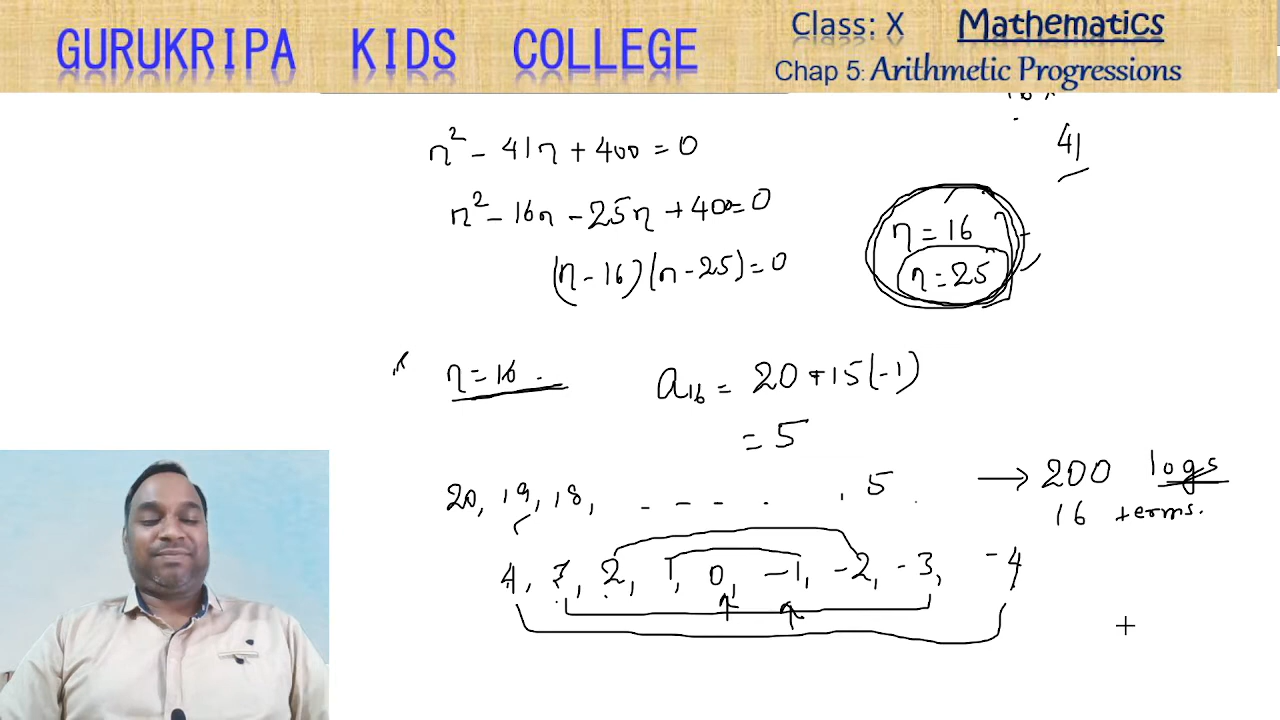 GURUKRIPA KIDS COLLEGE
Class: X Mathematics
Chap 5: Arithmetic Progressions
41
n² - 41n + 400 = 0
n² - 16n - 25n + 400 = 0
(n - 16)(n - 25) = 0
n = 16
n = 25
n = 16.
a₁₆ = 20 + 15(-1)
= 5
20, 19, 18, - - - . . 5 .
→ 200 logs
16 terms.
4, 3, 2, 1, 0, -1, -2, -3, -4
+